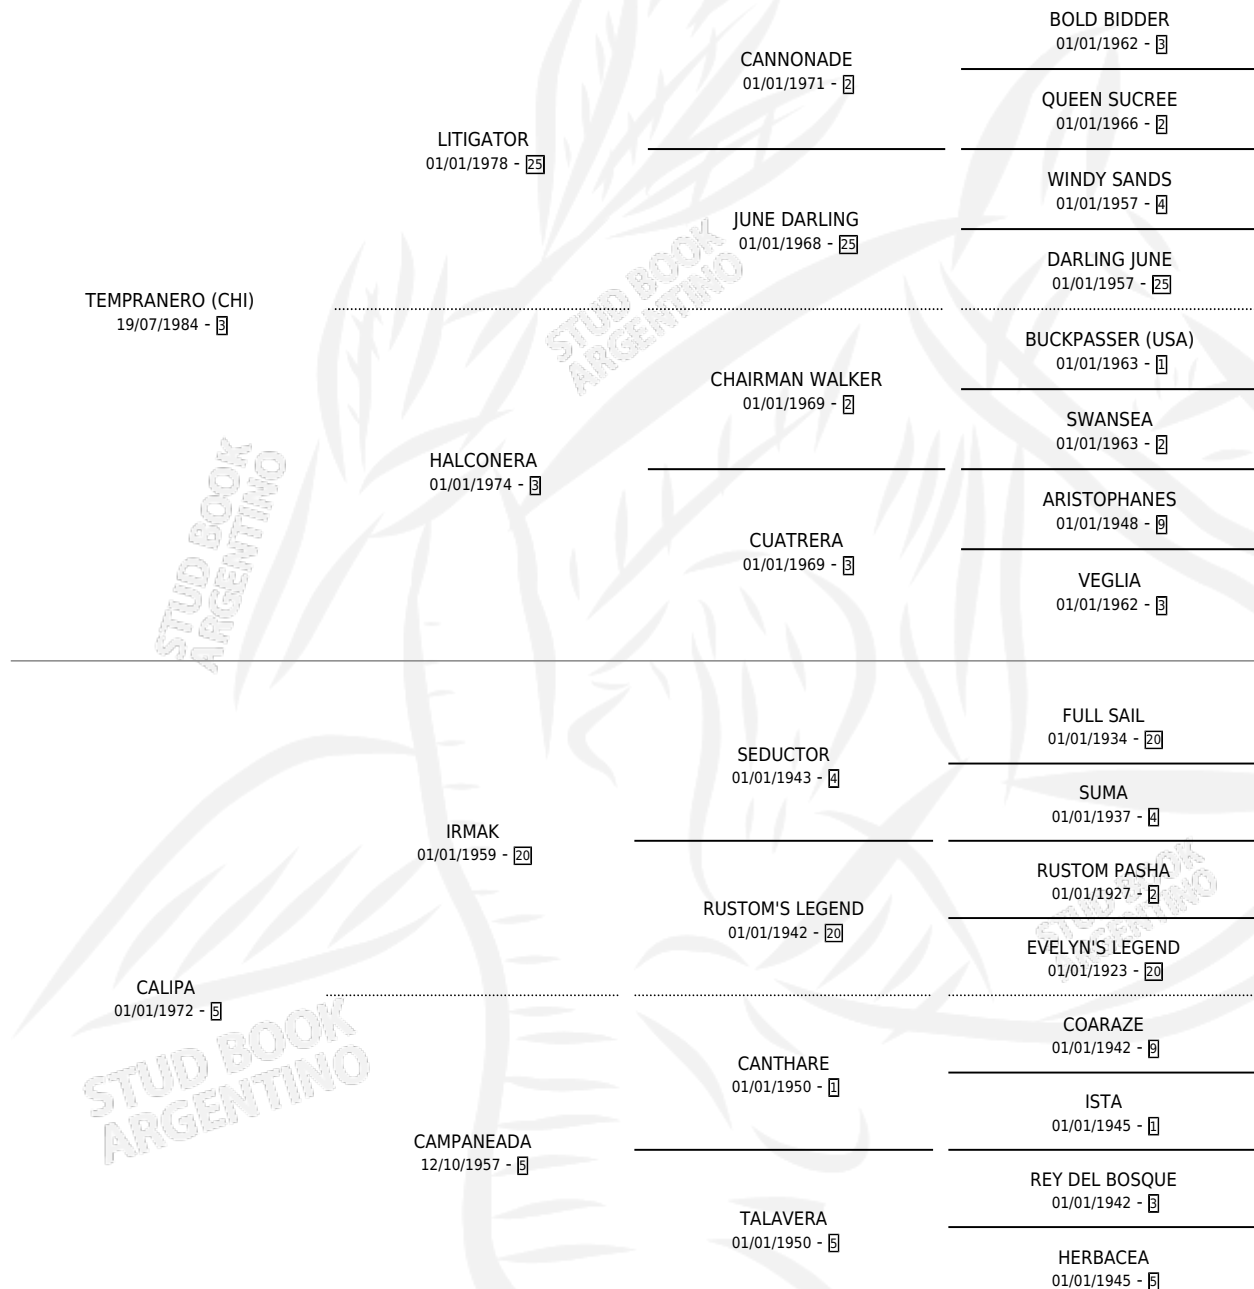 BOLD BIDDER
01/01/1962 - 3
CANNONADE
01/01/1971 - 2
QUEEN SUCREE
01/01/1966 - 2
LITIGATOR
01/01/1978 - 25
WINDY SANDS
01/01/1957 - 4
JUNE DARLING
01/01/1968 - 25
DARLING JUNE
01/01/1957 - 25
TEMPRANERO (CHI)
19/07/1984 - 3
BUCKPASSER (USA)
01/01/1963 - 1
CHAIRMAN WALKER
01/01/1969 - 2
SWANSEA
01/01/1963 - 2
HALCONERA
01/01/1974 - 3
ARISTOPHANES
01/01/1948 - 9
CUATRERA
01/01/1969 - 3
VEGLIA
01/01/1962 - 3
FULL SAIL
01/01/1934 - 20
SEDUCTOR
01/01/1943 - 4
SUMA
01/01/1937 - 4
IRMAK
01/01/1959 - 20
RUSTOM PASHA
01/01/1927 - 2
RUSTOM'S LEGEND
01/01/1942 - 20
EVELYN'S LEGEND
01/01/1923 - 20
CALIPA
01/01/1972 - 5
COARAZE
01/01/1942 - 9
CANTHARE
01/01/1950 - 1
ISTA
01/01/1945 - 1
CAMPANEADA
12/10/1957 - 5
REY DEL BOSQUE
01/01/1942 - 3
TALAVERA
01/01/1950 - 5
HERBACEA
01/01/1945 - 5
STUD BOOK
ARGENTINO
STUD BOOK
ARGENTINO
STUD BOOK
ARGENTINO
STUD BOOK
ARGENTINO